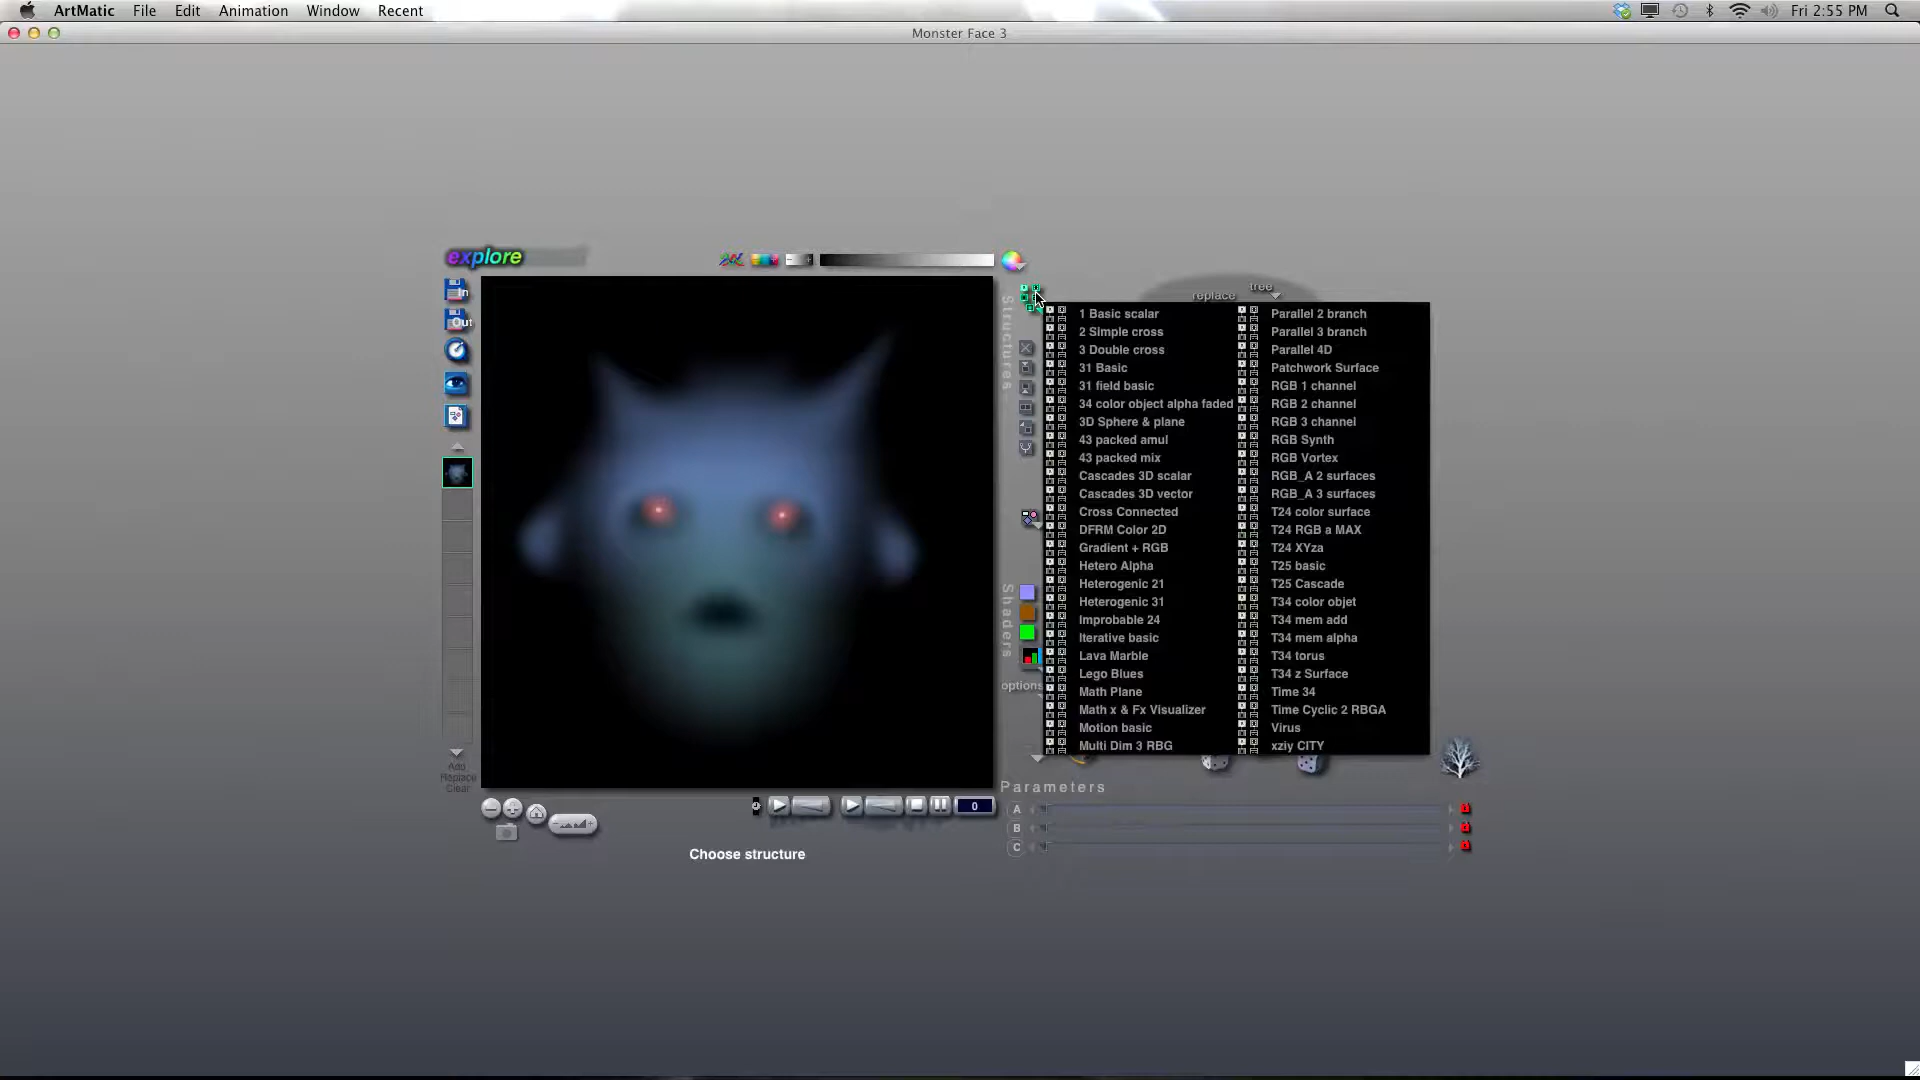 ArtMatic File Edit Animation Window Recent
Fri 2:55 PM
Monster Face 3
explore
In
Out
Add
Replace
Clear
Structures
Shaders
options
replace
tree
1 Basic scalar
2 Simple cross
3 Double cross
31 Basic
31 field basic
34 color object alpha faded
3D Sphere & plane
43 packed amul
43 packed mix
Cascades 3D scalar
Cascades 3D vector
Cross Connected
DFRM Color 2D
Gradient + RGB
Hetero Alpha
Heterogenic 21
Heterogenic 31
Improbable 24
Iterative basic
Lava Marble
Lego Blues
Math Plane
Math x & Fx Visualizer
Motion basic
Multi Dim 3 RBG
Parallel 2 branch
Parallel 3 branch
Parallel 4D
Patchwork Surface
RGB 1 channel
RGB 2 channel
RGB 3 channel
RGB Synth
RGB Vortex
RGB_A 2 surfaces
RGB_A 3 surfaces
T24 color surface
T24 RGB a MAX
T24 XYza
T25 basic
T25 Cascade
T34 color objet
T34 mem add
T34 mem alpha
T34 torus
T34 z Surface
Time 34
Time Cyclic 2 RBGA
Virus
xziy CITY
Parameters
A
B
C
0
Choose structure